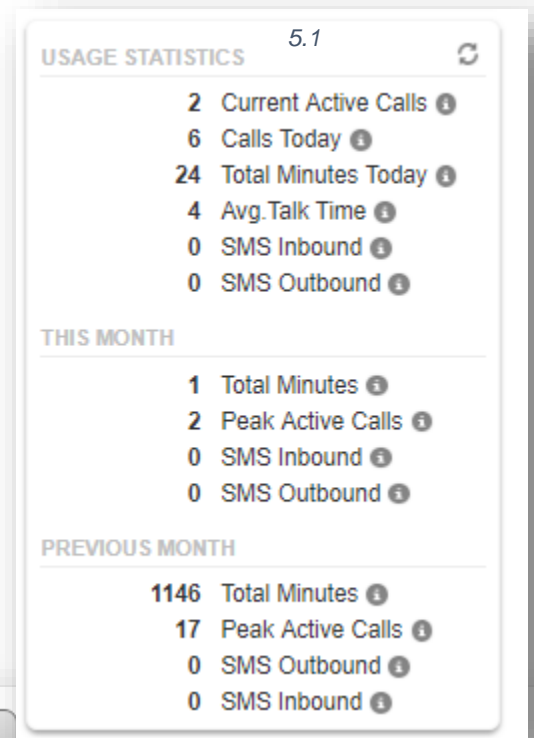 5.1
USAGE STATISTICS
2 Current Active Calls
6 Calls Today
24 Total Minutes Today
4 Avg.Talk Time
0 SMS Inbound
0 SMS Outbound
THIS MONTH
1 Total Minutes
2 Peak Active Calls
0 SMS Inbound
0 SMS Outbound
PREVIOUS MONTH
1146 Total Minutes
17 Peak Active Calls
0 SMS Outbound
0 SMS Inbound